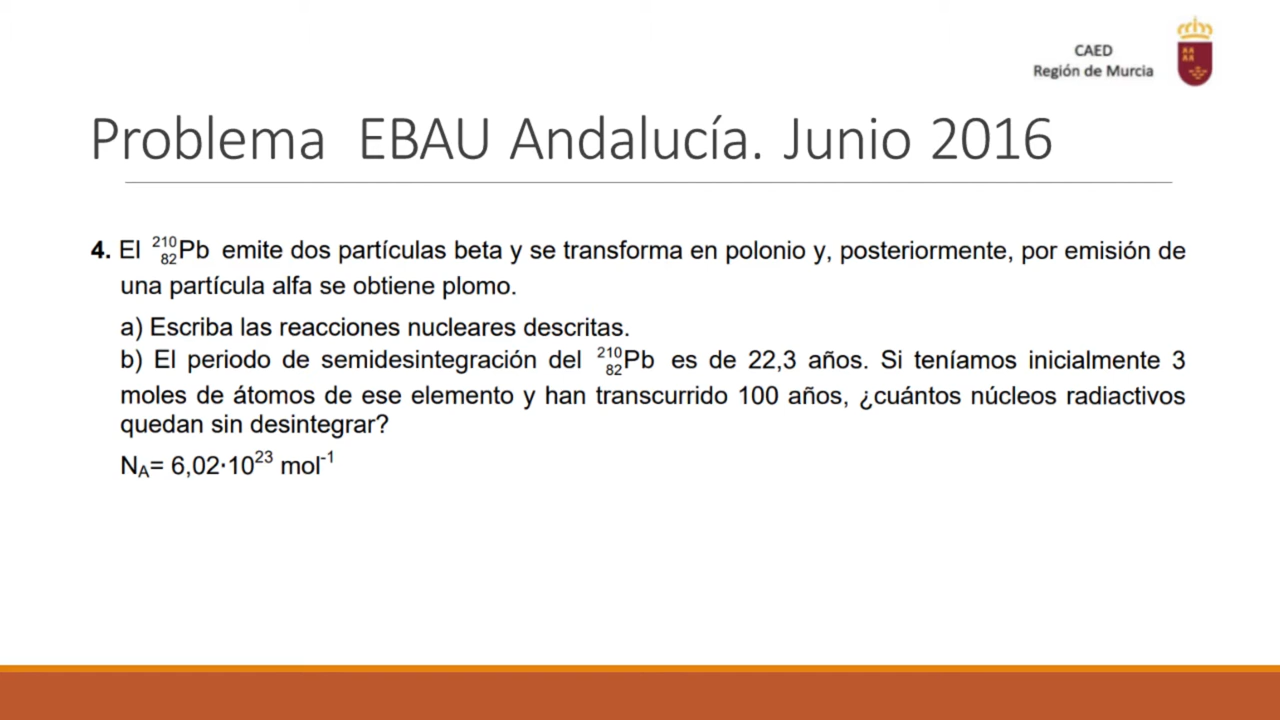 CAED
Región de Murcia
Problema EBAU Andalucía. Junio 2016
4. El ²¹⁰₈₂Pb emite dos partículas beta y se transforma en polonio y, posteriormente, por emisión de
una partícula alfa se obtiene plomo.
a) Escriba las reacciones nucleares descritas.
b) El periodo de semidesintegración del ²¹⁰₈₂Pb es de 22,3 años. Si teníamos inicialmente 3
moles de átomos de ese elemento y han transcurrido 100 años, ¿cuántos núcleos radiactivos
quedan sin desintegrar?
N_A= 6,02·10²³ mol⁻¹